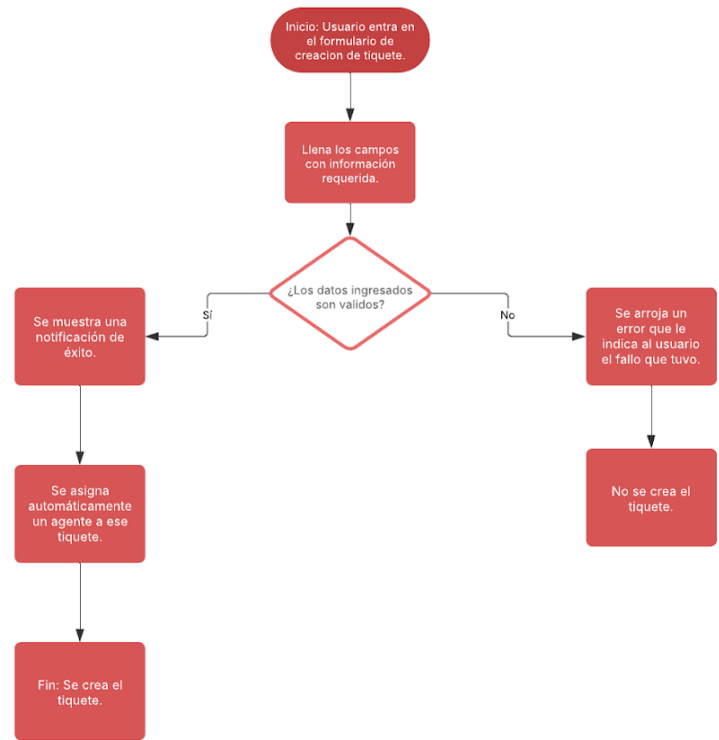 Inicio: Usuario entra en
el formulario de
creacion de tiquete.
Llena los campos
con información
requerida.
¿Los datos ingresados
son validos?
Sí
No
Se muestra una
notificación de
éxito.
Se arroja un
error que le
indica al usuario
el fallo que tuvo.
Se asigna
automáticamente
un agente a ese
tiquete.
No se crea el
tiquete.
Fin: Se crea el
tiquete.